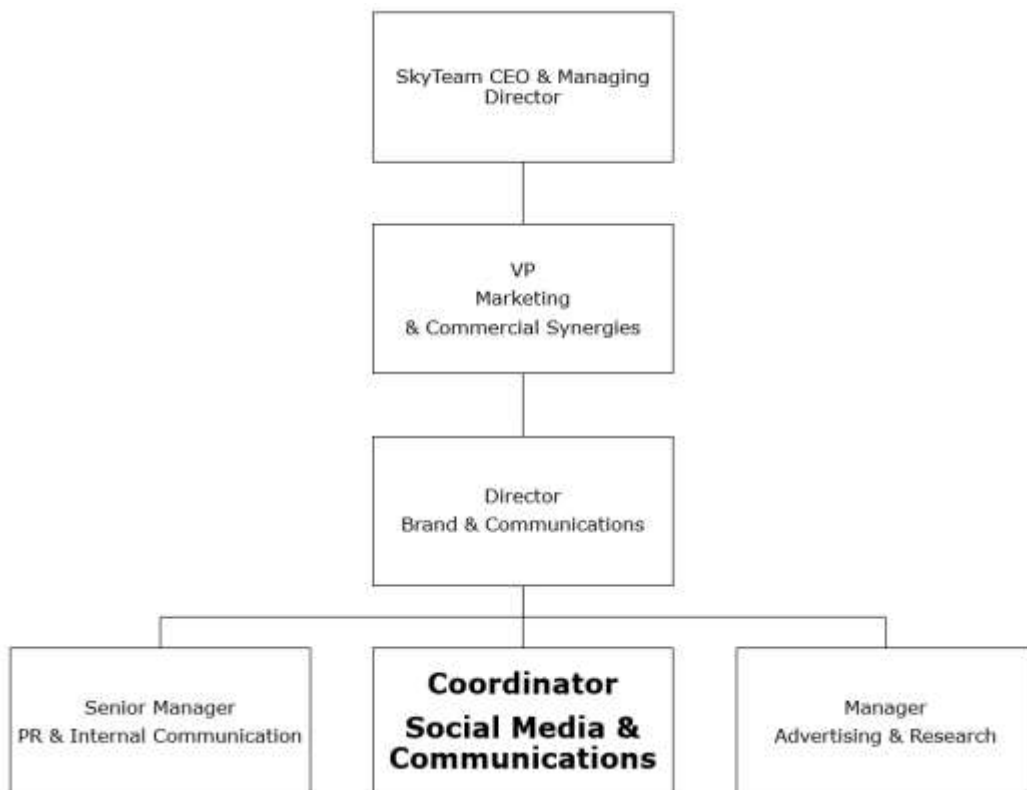 SkyTeam CEO & Managing
Director
VP
Marketing
& Commercial Synergies
Director
Brand & Communications
Senior Manager
PR & Internal Communication
Coordinator
Social Media &
Communications
Manager
Advertising & Research